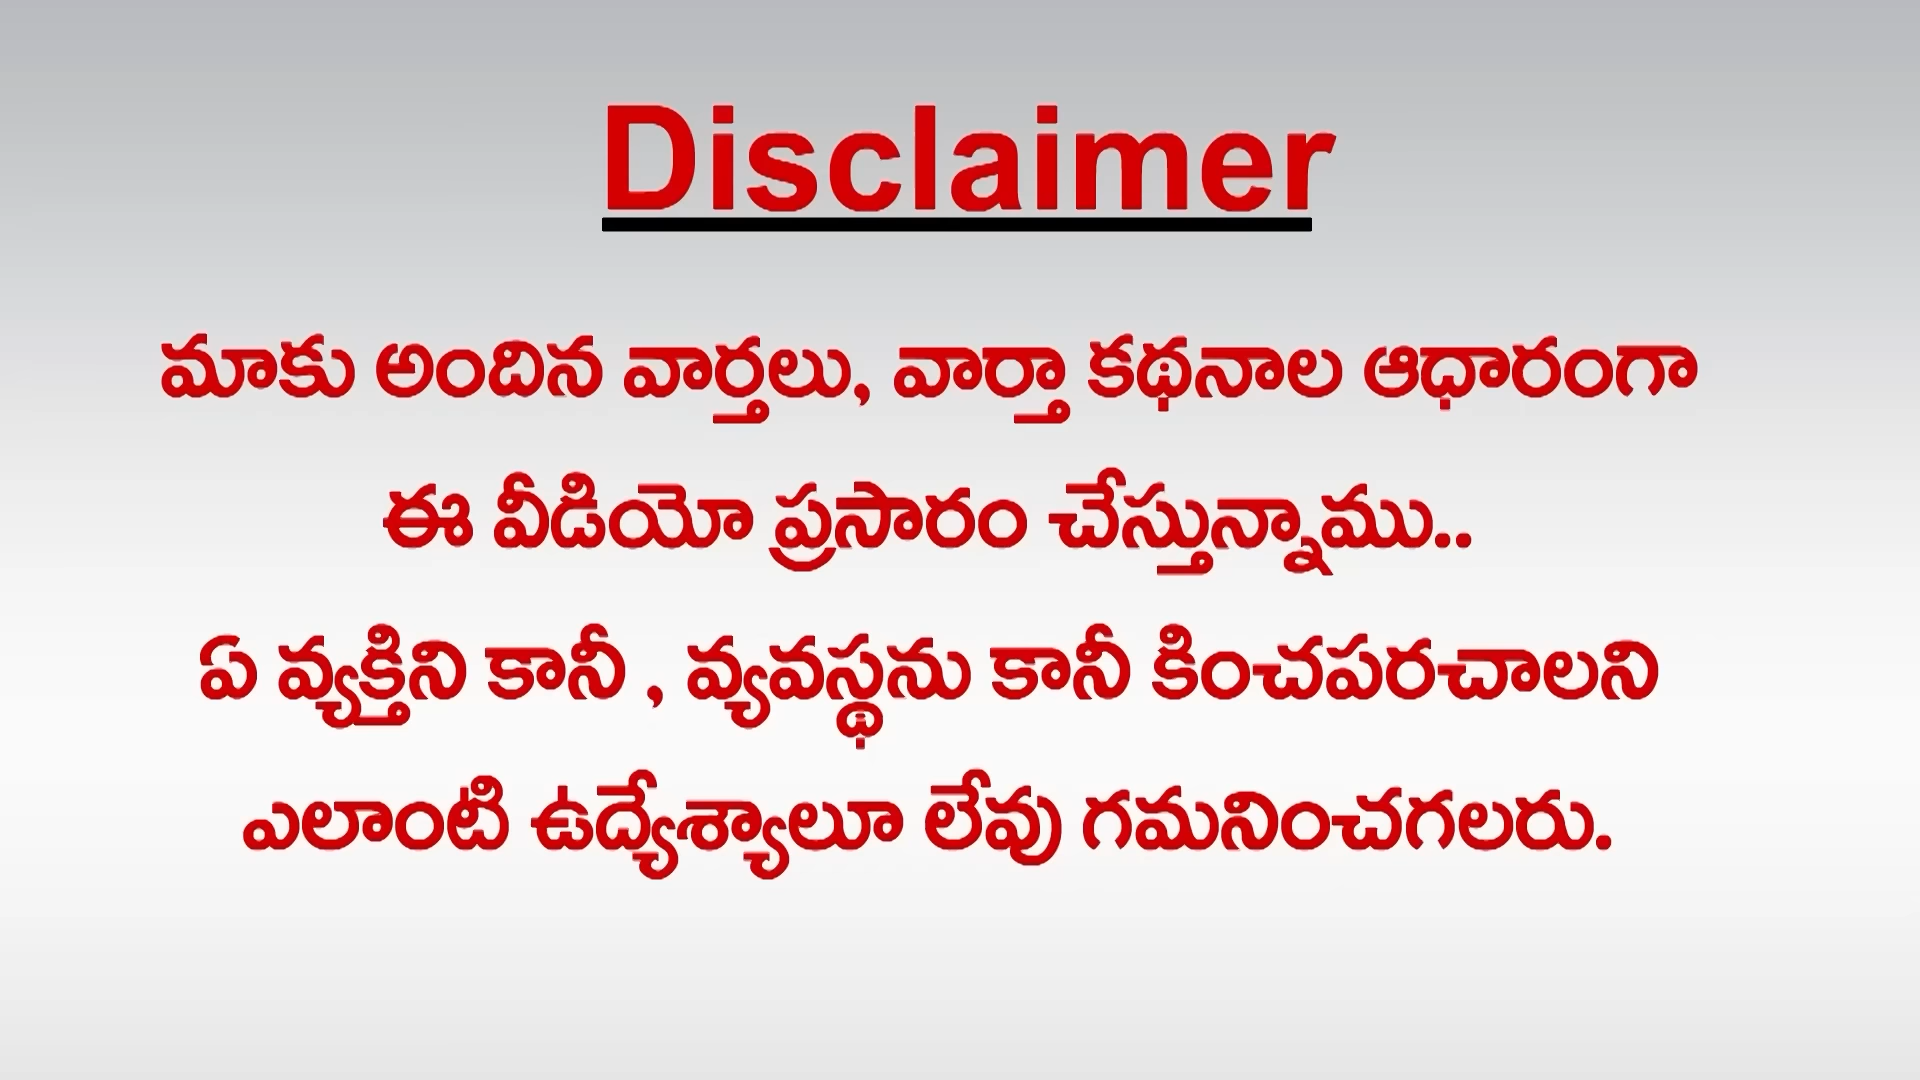 Disclaimer
మాకు అందిన వార్తలు, వార్తా కథనాల ఆధారంగా
ఈ వీడియో ప్రసారం చేస్తున్నాము..
ఏ వ్యక్తిని కానీ , వ్యవస్థను కానీ కించపరచాలని
ఎలాంటి ఉద్యేశ్యాలూ లేవు గమనించగలరు.